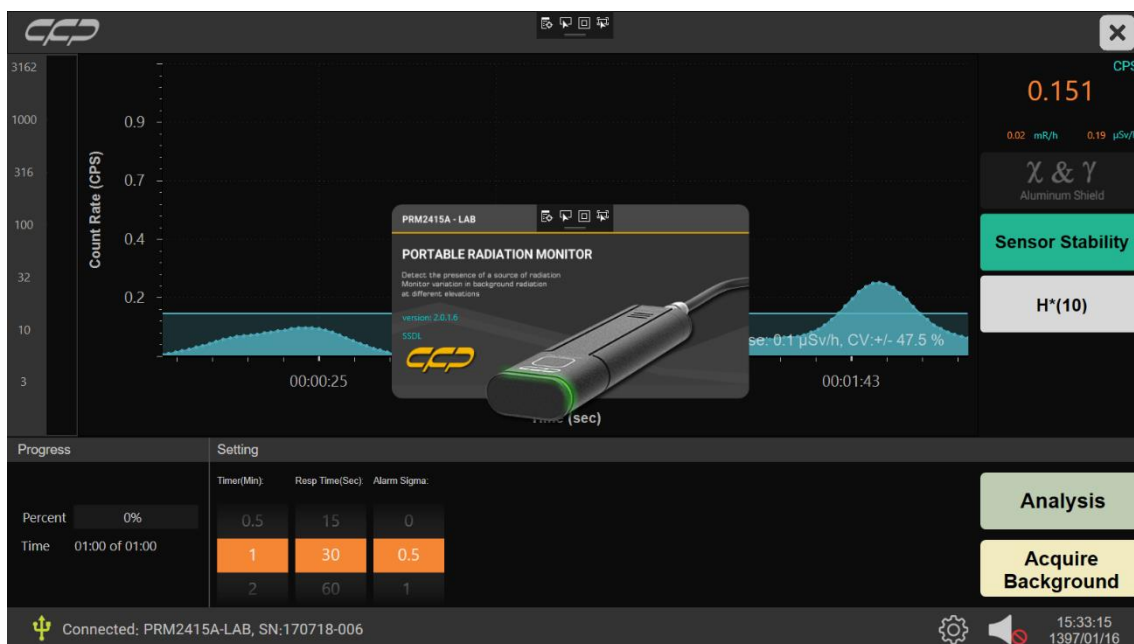 CCP
CPS
3162
1000
316
100
32
10
3
Count Rate (CPS)
0.9
0.7
0.4
0.2
00:00:25
00:01:43
(sec)
se: 0.1 µSv/h, CV:+/- 47.5 %
PRM2415A - LAB
PORTABLE RADIATION MONITOR
Detect the presence of a source of radiation
Monitor variation in background radiation
at different elevations
version: 2.0.1.6
SSDL
CCP
0.151
0.02 mR/h 0.19 µSv/h
χ & γ
Aluminum Shield
Sensor Stability
H*(10)
Progress
Setting
Timer(Min): Resp Time(Sec): Alarm Sigma:
0.5 15 0
1 30 0.5
2 60 1
Percent 0%
Time 01:00 of 01:00
Analysis
Acquire
Background
Connected: PRM2415A-LAB, SN:170718-006
15:33:15
1397/01/16